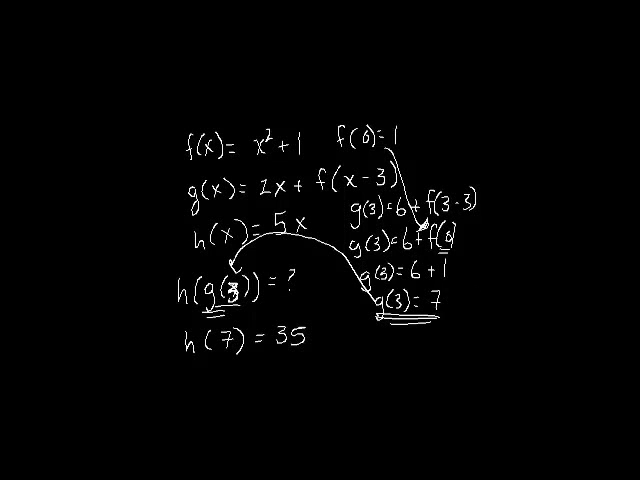 f(x) = x² + 1
g(x) = 2x + f(x-3)
h(x) = 5x
h(g(3)) = ?
h(7) = 35
f(0) = 1
g(3) = 6 + f(3-3)
g(3) = 6 + f(0)
g(3) = 6 + 1
g(3) = 7